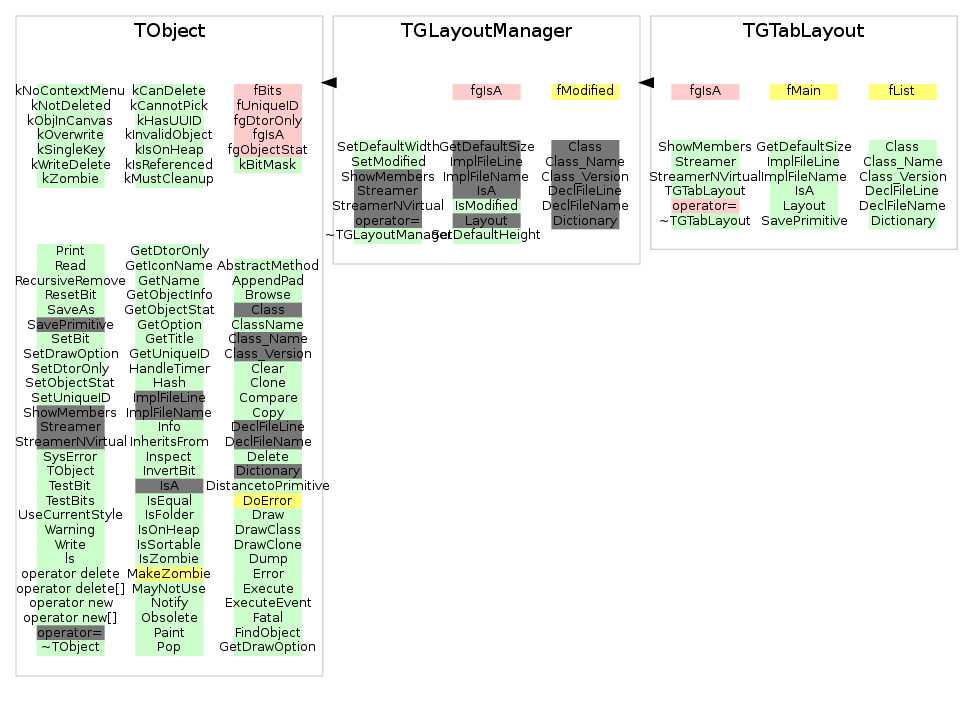 TObject
kNoContextMenu kCanDelete fBits
kNotDeleted kCannotPick fUniqueID
kObjInCanvas kHasUUID fgDtorOnly
kOverwrite kInvalidObject fgIsA
kSingleKey kIsOnHeap fgObjectStat
kWriteDelete kIsReferenced kBitMask
kZombie kMustCleanup
Print GetDtorOnly
Read GetIconName AbstractMethod
RecursiveRemove GetName AppendPad
ResetBit GetObjectInfo Browse
SaveAs GetObjectStat Class
SavePrimitive GetOption ClassName
SetBit GetTitle Class_Name
SetDrawOption GetUniqueID Class_Version
SetDtorOnly HandleTimer Clear
SetObjectStat Hash Clone
SetUniqueID ImplFileLine Compare
ShowMembers ImplFileName Copy
Streamer Info DeclFileLine
StreamerNVirtual InheritsFrom DeclFileName
SysError Inspect Delete
TObject InvertBit Dictionary
TestBit IsA DistancetoPrimitive
TestBits IsEqual DoError
UseCurrentStyle IsFolder Draw
Warning IsOnHeap DrawClass
Write IsSortable DrawClone
ls IsZombie Dump
operator delete MakeZombie Error
operator delete[] MayNotUse Execute
operator new Notify ExecuteEvent
operator new[] Obsolete Fatal
operator= Paint FindObject
~TObject Pop GetDrawOption
TGLayoutManager
fgIsA fModified
SetDefaultWidth GetDefaultSize Class
SetModified ImplFileLine Class_Name
ShowMembers ImplFileName Class_Version
Streamer IsA DeclFileLine
StreamerNVirtual IsModified DeclFileName
operator= Layout Dictionary
~TGLayoutManager SetDefaultHeight
TGTabLayout
fgIsA fMain fList
ShowMembers GetDefaultSize Class
Streamer ImplFileLine Class_Name
StreamerNVirtual ImplFileName Class_Version
TGTabLayout IsA DeclFileLine
operator= Layout DeclFileName
~TGTabLayout SavePrimitive Dictionary